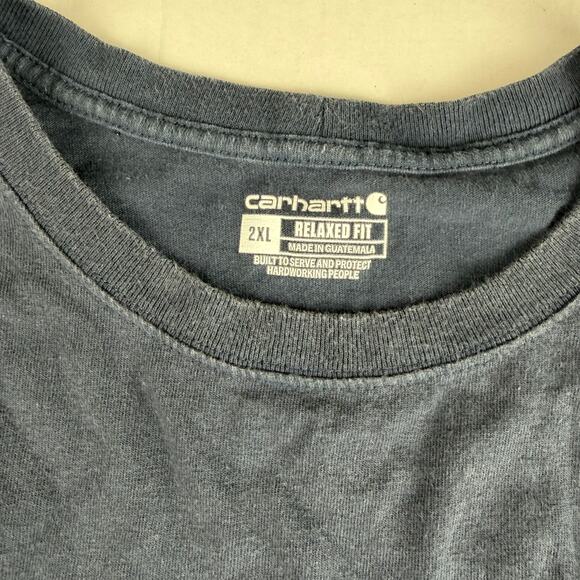 carhartt
2XL RELAXED FIT
MADE IN GUATEMALA
BUILT TO SERVE AND PROTECT
HARDWORKING PEOPLE